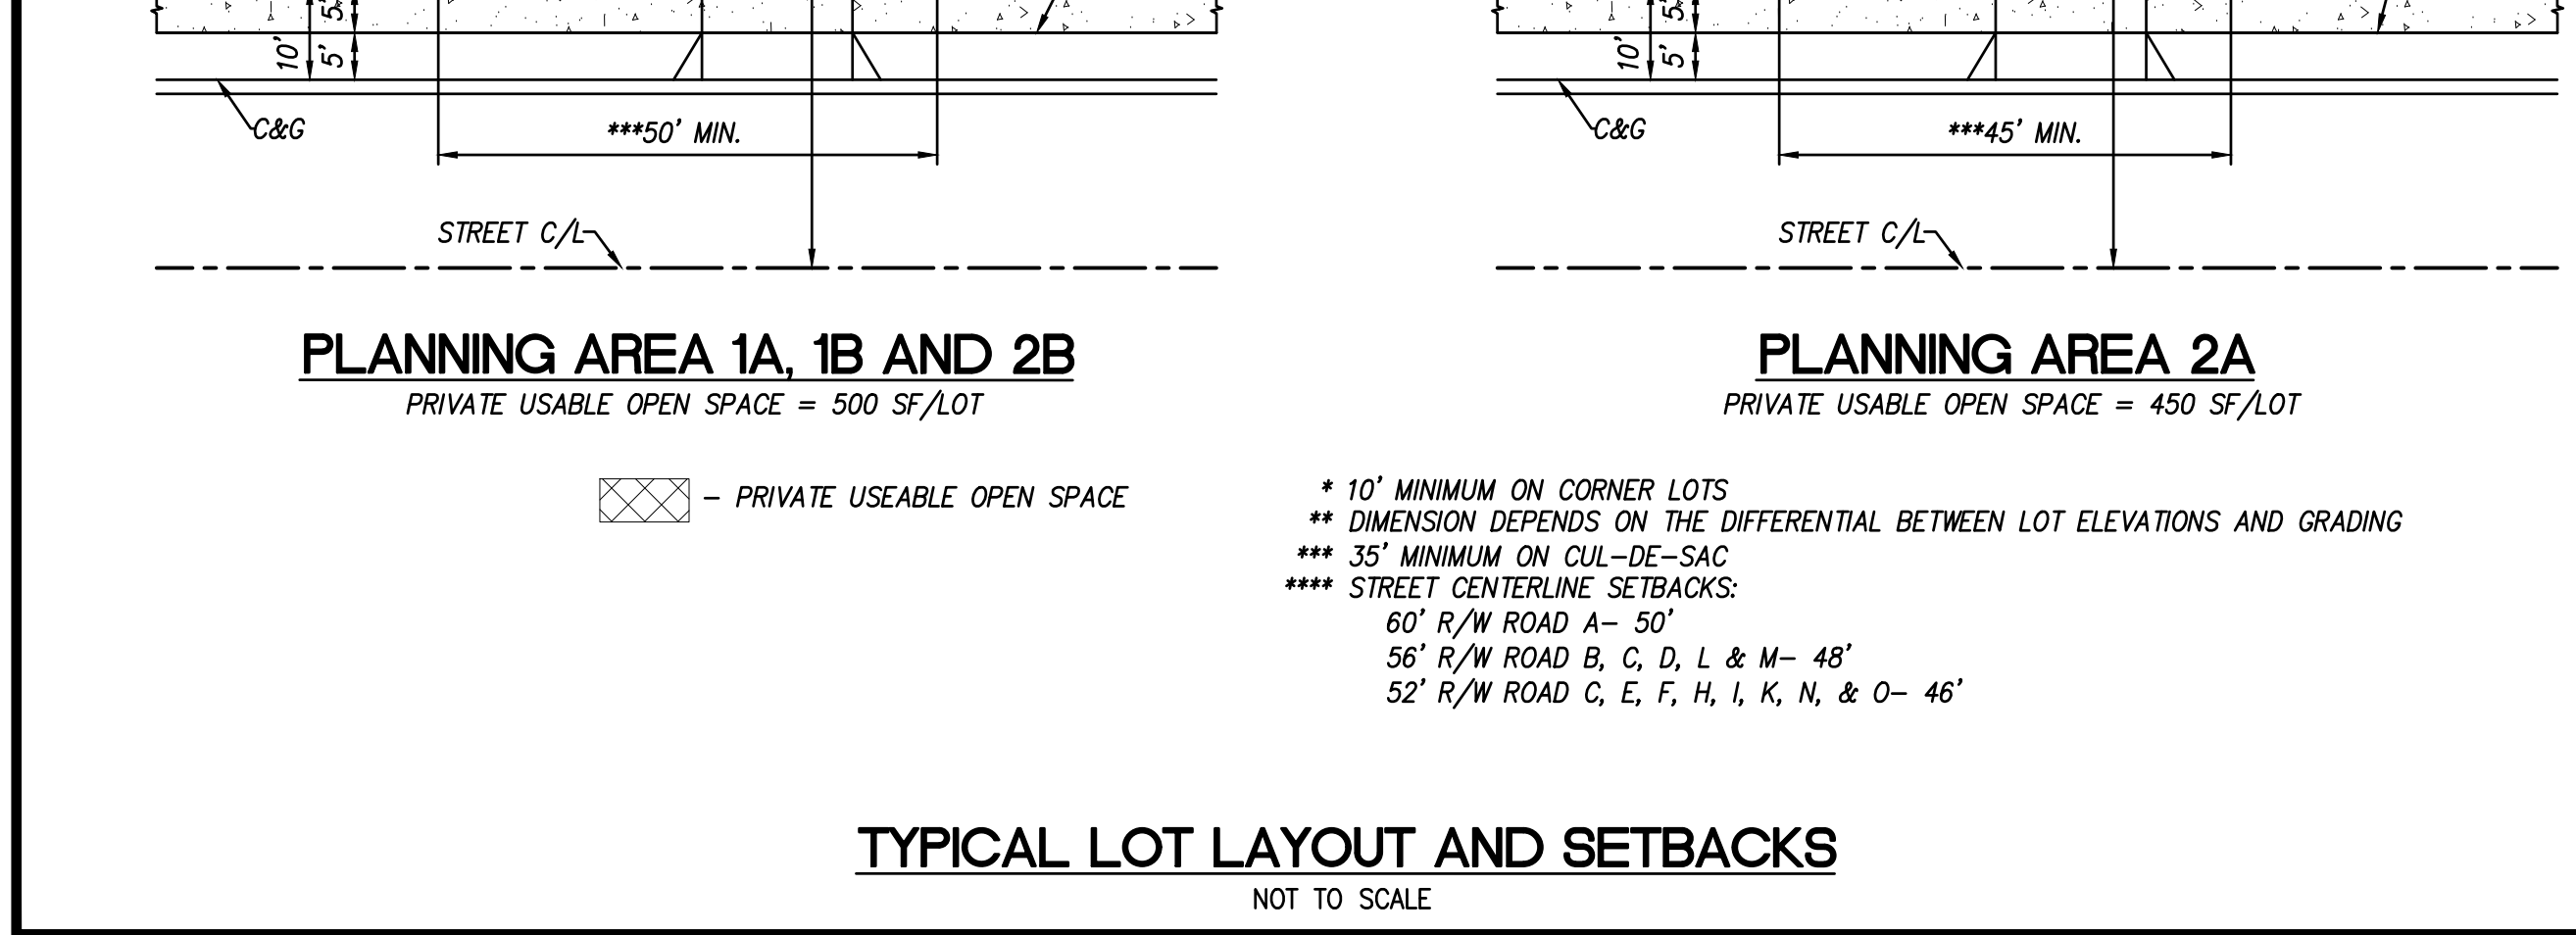 10' 5' 5'
C&G
***50' MIN.
STREET C/L
PLANNING AREA 1A, 1B AND 2B
PRIVATE USABLE OPEN SPACE = 500 SF/LOT
10' 5' 5'
C&G
***45' MIN.
STREET C/L
PLANNING AREA 2A
PRIVATE USABLE OPEN SPACE = 450 SF/LOT
- PRIVATE USEABLE OPEN SPACE
* 10' MINIMUM ON CORNER LOTS
** DIMENSION DEPENDS ON THE DIFFERENTIAL BETWEEN LOT ELEVATIONS AND GRADING
*** 35' MINIMUM ON CUL-DE-SAC
**** STREET CENTERLINE SETBACKS:
60' R/W ROAD A- 50'
56' R/W ROAD B, C, D, L & M- 48'
52' R/W ROAD C, E, F, H, I, K, N, & O- 46'
TYPICAL LOT LAYOUT AND SETBACKS
NOT TO SCALE